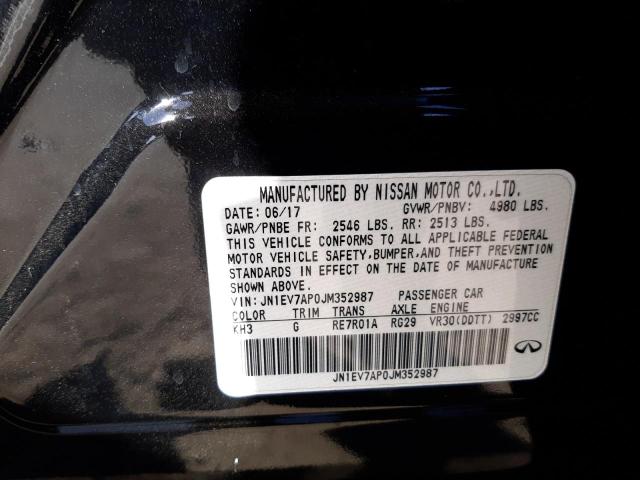 MANUFACTURED BY NISSAN MOTOR CO.,LTD.
DATE: 06/17 GVWR/PNBV: 4980 LBS.
GAWR/PNBE FR: 2546 LBS. RR: 2513 LBS.
THIS VEHICLE CONFORMS TO ALL APPLICABLE FEDERAL
MOTOR VEHICLE SAFETY,BUMPER,AND THEFT PREVENTION
STANDARDS IN EFFECT ON THE DATE OF MANUFACTURE
SHOWN ABOVE.
VIN: JN1EV7AP0JM352987 PASSENGER CAR
COLOR TRIM TRANS AXLE ENGINE
KH3 G RE7R01A RG29 VR30(DDTT) 2997CC
JN1EV7AP0JM352987